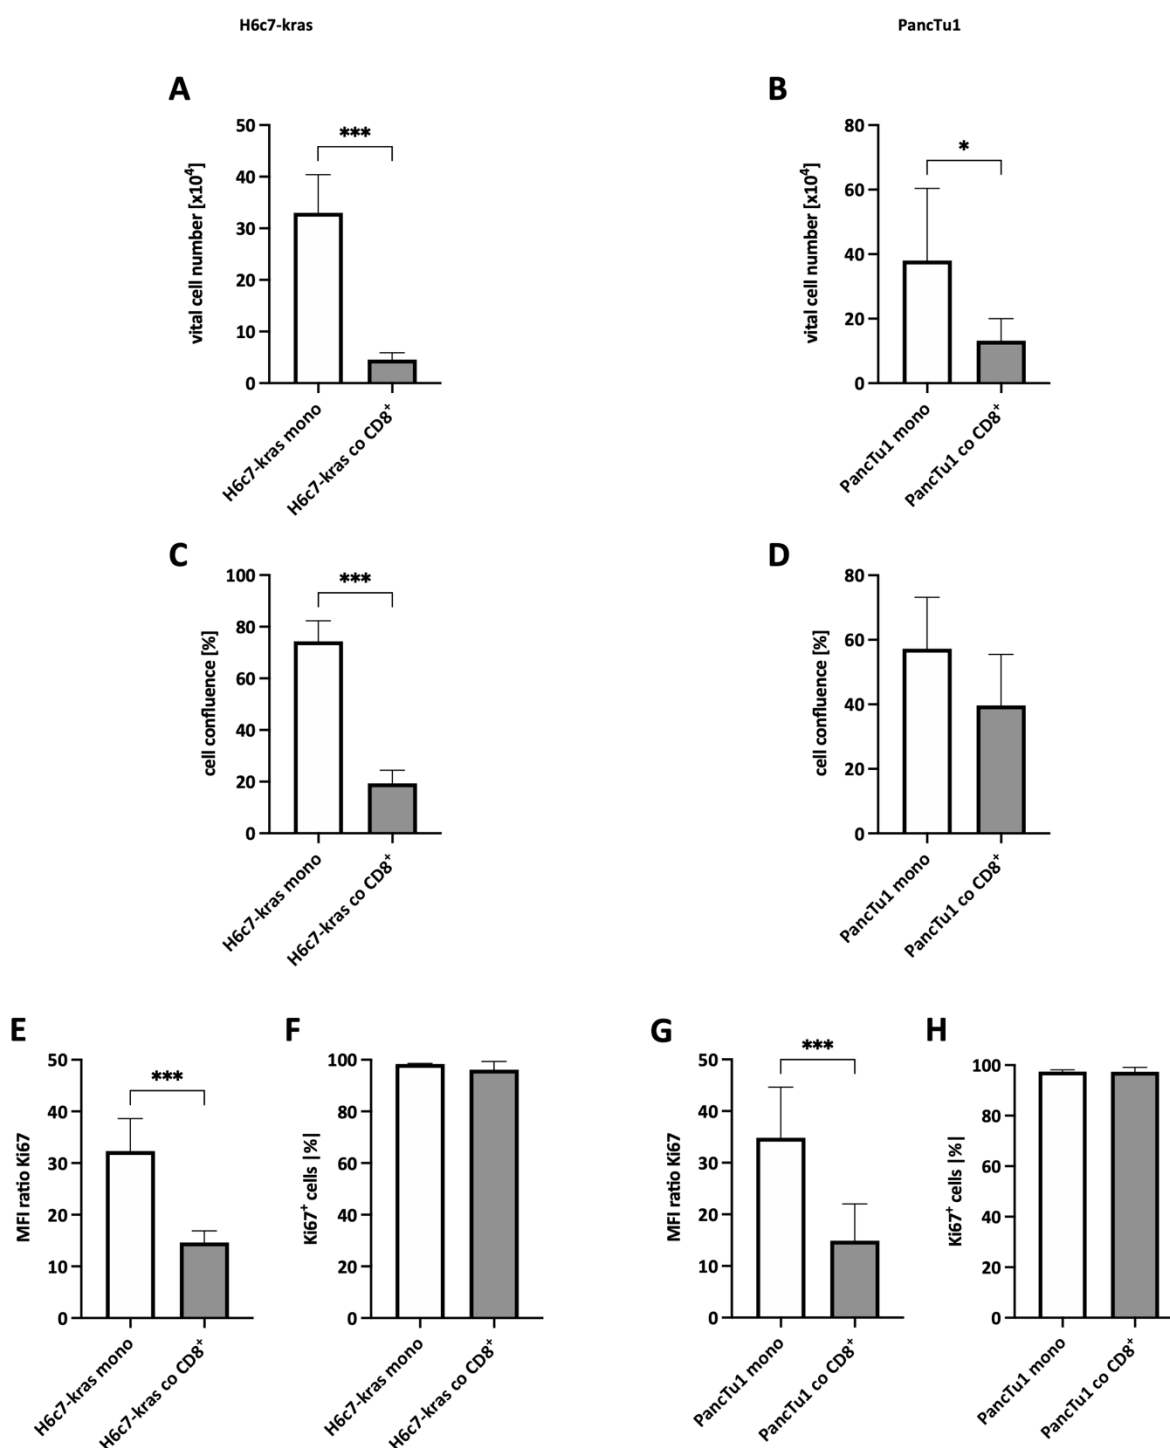 H6c7-kras
PancTu1
A
vital cell number [x10⁴]
50
40
30
20
10
0
***
H6c7-kras mono
H6c7-kras co CD8⁺
B
vital cell number [x10⁴]
80
60
40
20
0
*
PancTu1 mono
PancTu1 co CD8⁺
C
cell confluence [%]
100
80
60
40
20
0
***
H6c7-kras mono
H6c7-kras co CD8⁺
D
cell confluence [%]
80
60
40
20
0
PancTu1 mono
PancTu1 co CD8⁺
E
MFI ratio Ki67
50
40
30
20
10
0
***
H6c7-kras mono
H6c7-kras co CD8⁺
F
Ki67⁺ cells |%|
100
80
60
40
20
0
H6c7-kras mono
H6c7-kras co CD8⁺
G
MFI ratio Ki67
50
40
30
20
10
0
***
PancTu1 mono
PancTu1 co CD8⁺
H
Ki67⁺ cells |%|
100
80
60
40
20
0
PancTu1 mono
PancTu1 co CD8⁺